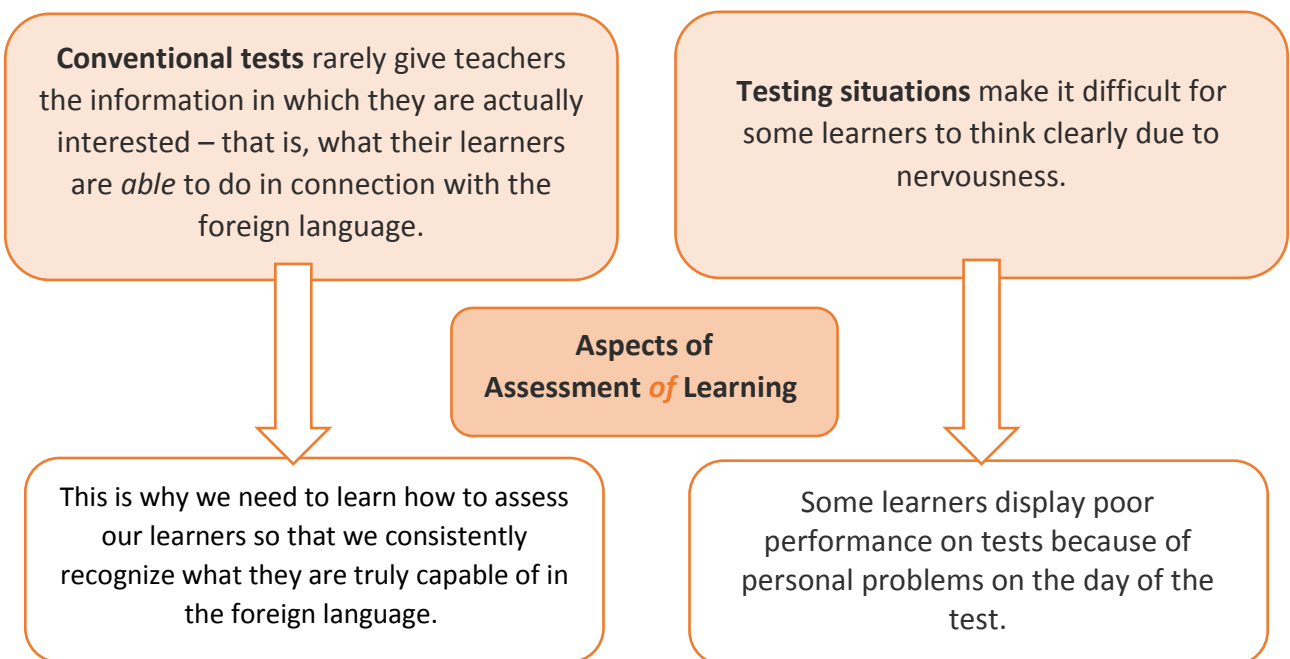 Conventional tests rarely give teachers
the information in which they are actually
interested – that is, what their learners
are able to do in connection with the
foreign language.
Testing situations make it difficult for
some learners to think clearly due to
nervousness.
Aspects of
Assessment of Learning
This is why we need to learn how to assess
our learners so that we consistently
recognize what they are truly capable of in
the foreign language.
Some learners display poor
performance on tests because of
personal problems on the day of the
test.